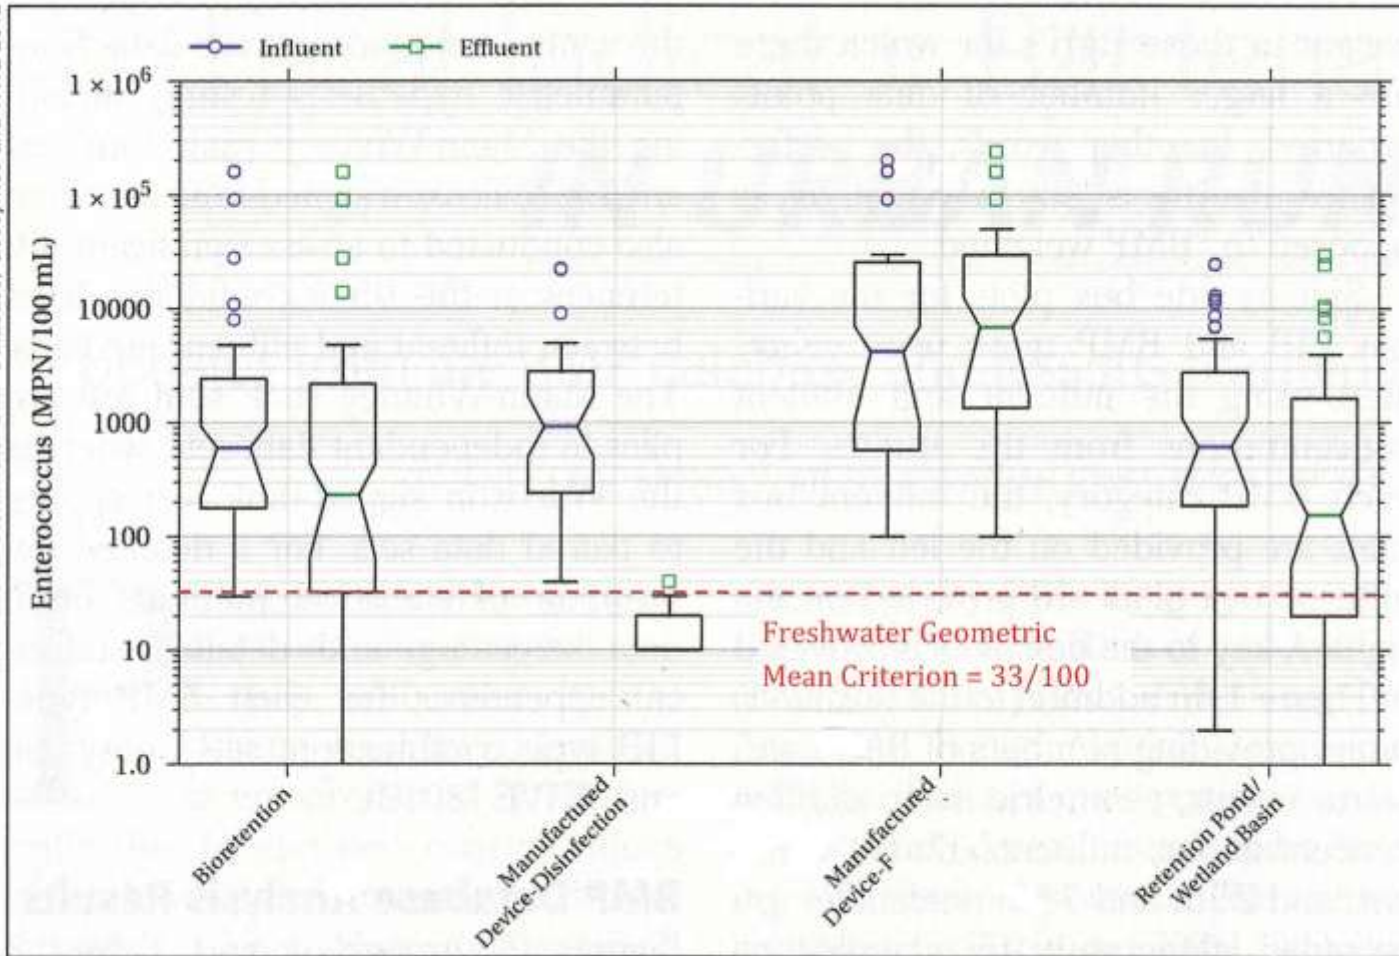 Influent Effluent
1 × 10⁶
1 × 10⁵
10000
1000
100
10
1.0
Enterococcus (MPN/100 mL)
Freshwater Geometric
Mean Criterion = 33/100
Bioretention
Manufactured
Device-Disinfection
Manufactured
Device-F
Retention Pond/
Wetland Basin